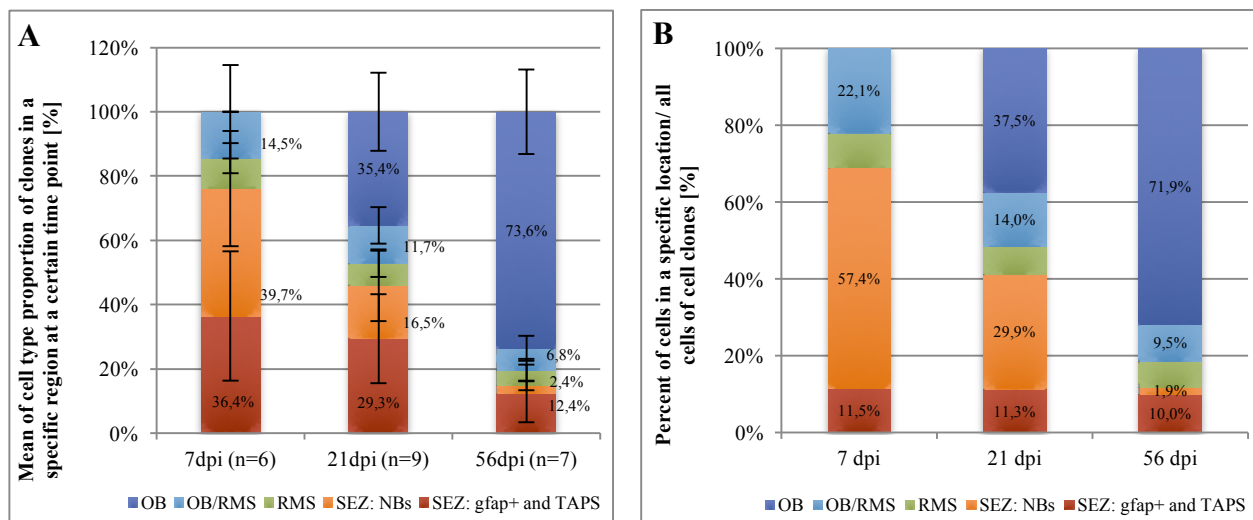 A
Mean of cell type proportion of clones in a
specific region at a certain time point [%]
120%
100%
80%
60%
40%
20%
0%
14,5%
39,7%
36,4%
35,4%
11,7%
16,5%
29,3%
73,6%
6,8%
2,4%
12,4%
7dpi (n=6)
21dpi (n=9)
56dpi (n=7)
OB OB/RMS RMS SEZ: NBs SEZ: gfap+ and TAPS
B
Percent of cells in a specific location/ all
cells of cell clones [%]
100%
80%
60%
40%
20%
0%
22,1%
57,4%
11,5%
37,5%
14,0%
29,9%
11,3%
71,9%
9,5%
1,9%
10,0%
7 dpi
21 dpi
56 dpi
OB OB/RMS RMS SEZ: NBs SEZ: gfap+ and TAPS